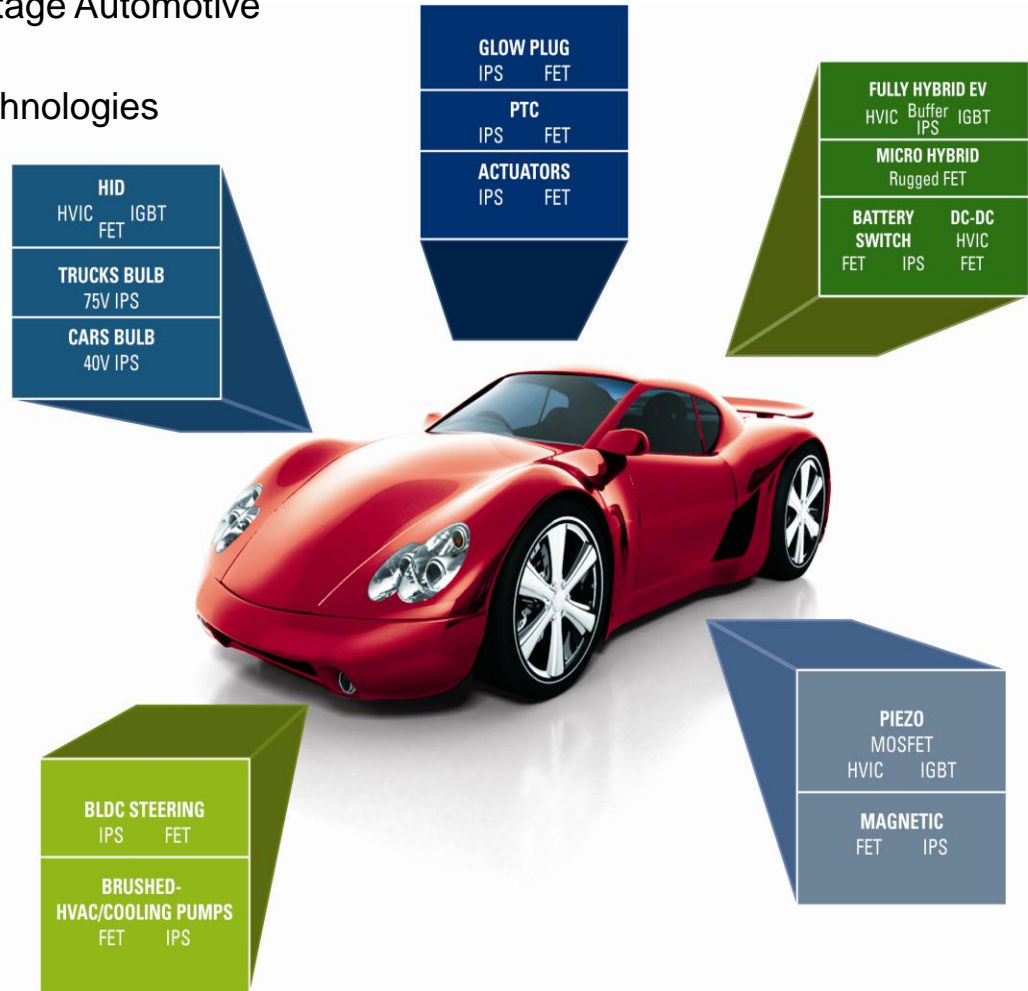 tage Automotive
chnologies
GLOW PLUG
IPS FET
PTC
IPS FET
ACTUATORS
IPS FET
FULLY HYBRID EV
HVIC Buffer IGBT
IPS
MICRO HYBRID
Rugged FET
BATTERY DC-DC
SWITCH HVIC
FET IPS FET
HID
HVIC IGBT
FET
TRUCKS BULB
75V IPS
CARS BULB
40V IPS
PIEZO
MOSFET
HVIC IGBT
MAGNETIC
FET IPS
BLDC STEERING
IPS FET
BRUSHED-
HVAC/COOLING PUMPS
FET IPS